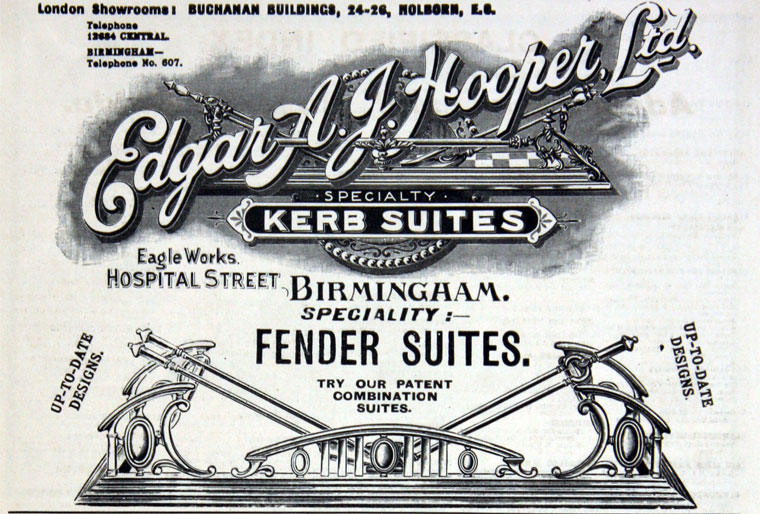 London Showrooms: BUCHANAN BUILDINGS, 24-26, HOLBORN, E.C.
Telephone
12684 CENTRAL.
BIRMINGHAM—
Telephone No. 607.
Edgar A. J. Hooper, Ltd.
· SPECIALTY ·
KERB SUITES
Eagle Works.
HOSPITAL STREET,
BIRMINGHAM.
SPECIALITY :—
FENDER SUITES.
UP-TO-DATE
DESIGNS.
TRY OUR PATENT
COMBINATION
SUITES.
UP-TO-DATE
DESIGNS.